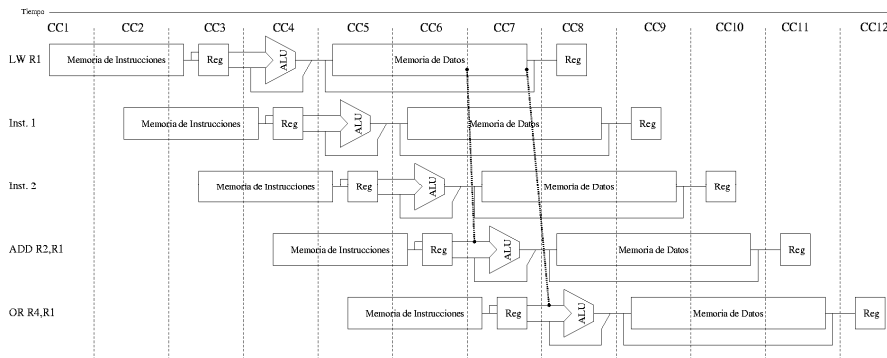 Tiempo
CC1 CC2 CC3 CC4 CC5 CC6 CC7 CC8 CC9 CC10 CC11 CC12
LW R1 Memoria de Instrucciones Reg ALU Memoria de Datos Reg
Inst. 1 Memoria de Instrucciones Reg ALU Memoria de Datos Reg
Inst. 2 Memoria de Instrucciones Reg ALU Memoria de Datos Reg
ADD R2,R1 Memoria de Instrucciones Reg ALU Memoria de Datos Reg
OR R4,R1 Memoria de Instrucciones Reg ALU Memoria de Datos Reg